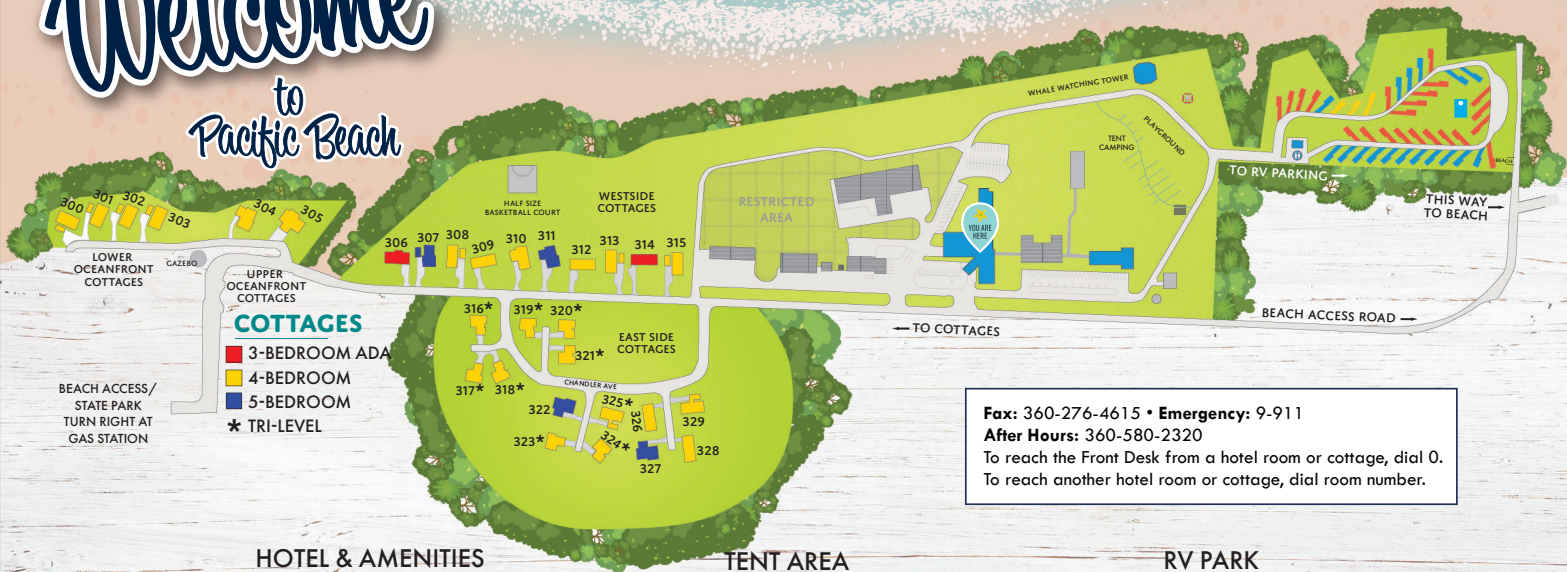 Welcome
to
Pacific Beach
300
301
302
303
304
305
LOWER
OCEANFRONT
COTTAGES
GAZEBO
UPPER
OCEANFRONT
COTTAGES
COTTAGES
3-BEDROOM ADA
4-BEDROOM
5-BEDROOM
* TRI-LEVEL
BEACH ACCESS/
STATE PARK
TURN RIGHT AT
GAS STATION
HALF SIZE
BASKETBALL COURT
WESTSIDE
COTTAGES
306
307
308
309
310
311
312
313
314
315
316*
319*
320*
321*
EAST SIDE
COTTAGES
317*
318*
CHANDLER AVE
322
325*
326
329
323*
324*
327
328
RESTRICTED
AREA
YOU ARE
HERE
WHALE WATCHING TOWER
TENT
CAMPING
PLAYGROUND
TO RV PARKING →
BEACH
THIS WAY
TO BEACH →
← TO COTTAGES
BEACH ACCESS ROAD →
Fax: 360-276-4615 • Emergency: 9-911
After Hours: 360-580-2320
To reach the Front Desk from a hotel room or cottage, dial 0.
To reach another hotel room or cottage, dial room number.
HOTEL & AMENITIES
TENT AREA
RV PARK